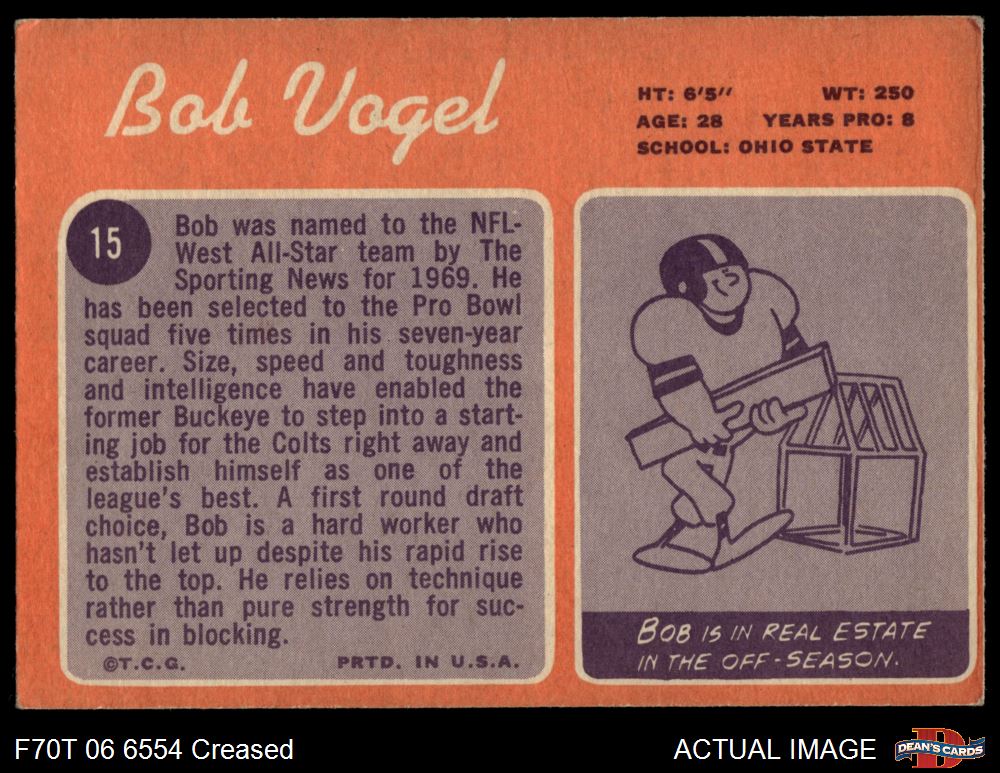 Bob Vogel
HT: 6'5" WT: 250
AGE: 28 YEARS PRO: 8
SCHOOL: OHIO STATE
15
Bob was named to the NFL-
West All-Star team by The
Sporting News for 1969. He
has been selected to the Pro Bowl
squad five times in his seven-year
career. Size, speed and toughness
and intelligence have enabled the
former Buckeye to step into a start-
ing job for the Colts right away and
establish himself as one of the
league's best. A first round draft
choice, Bob is a hard worker who
hasn't let up despite his rapid rise
to the top. He relies on technique
rather than pure strength for suc-
cess in blocking.
©T.C.G. PRTD. IN U.S.A.
BOB IS IN REAL ESTATE
IN THE OFF-SEASON.
F70T 06 6554 Creased
ACTUAL IMAGE
D
DEAN'S CARDS